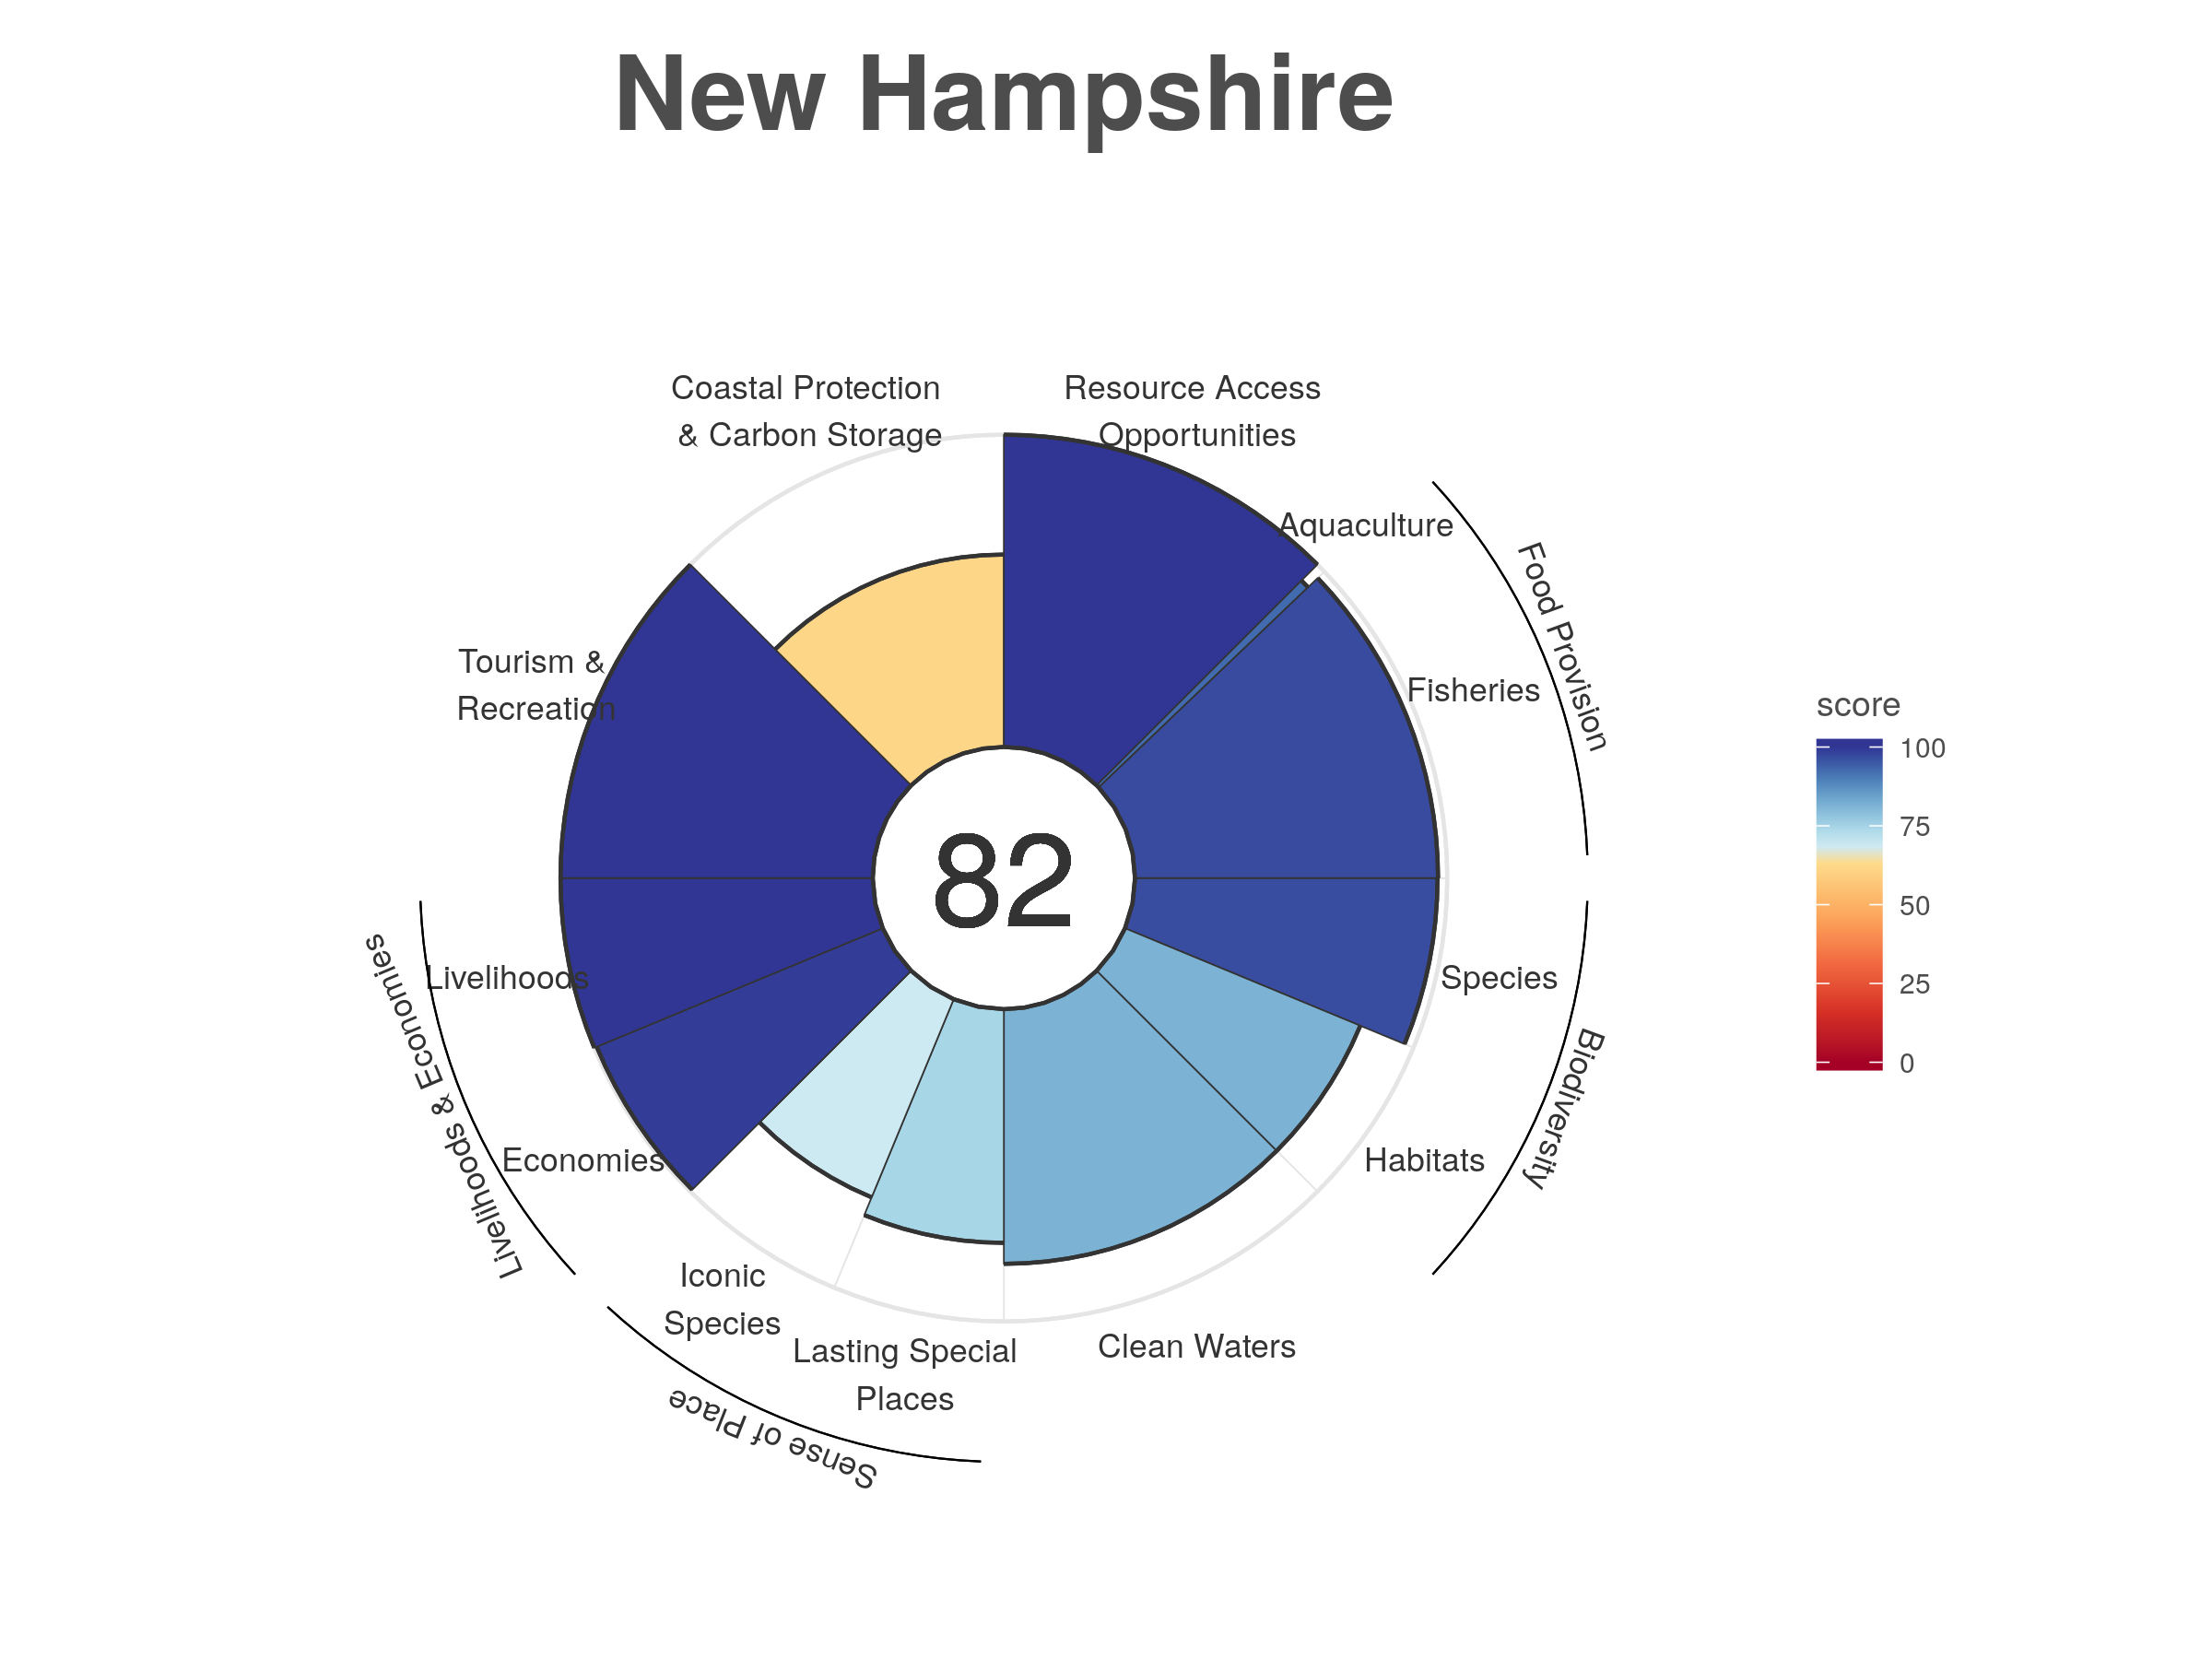 New Hampshire
Coastal Protection
& Carbon Storage
Resource Access
Opportunities
Aquaculture
Food Provision
Fisheries
Tourism &
Recreation
score
100
75
50
25
0
82
Livelihoods
Livelihoods & Economies
Economies
Species
Biodiversity
Habitats
Iconic
Species
Lasting Special
Places
Clean Waters
Sense of Place